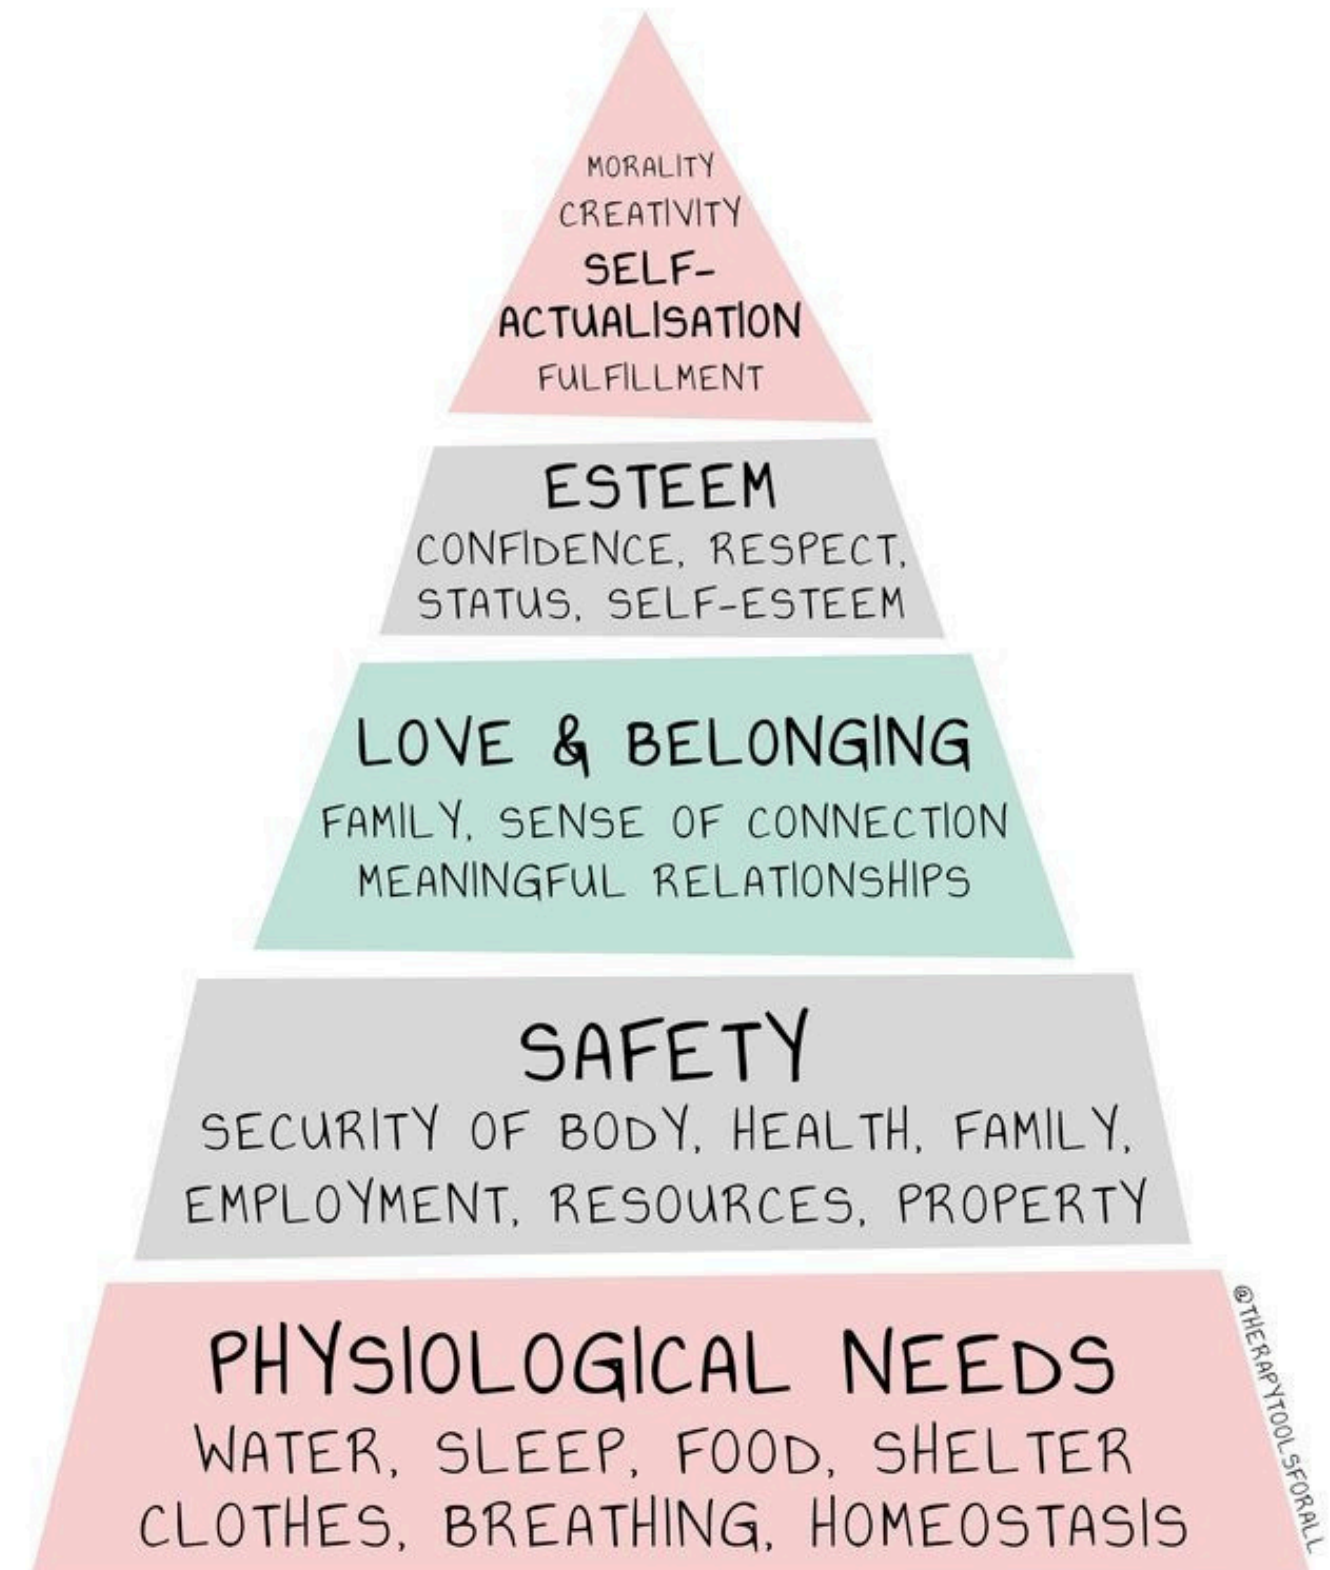 MORALITY
CREATIVITY
SELF-
ACTUALISATION
FULFILLMENT
ESTEEM
CONFIDENCE, RESPECT,
STATUS, SELF-ESTEEM
LOVE & BELONGING
FAMILY, SENSE OF CONNECTION
MEANINGFUL RELATIONSHIPS
SAFETY
SECURITY OF BODY, HEALTH, FAMILY,
EMPLOYMENT, RESOURCES, PROPERTY
PHYSIOLOGICAL NEEDS
WATER, SLEEP, FOOD, SHELTER
CLOTHES, BREATHING, HOMEOSTASIS
@THERAPYTOOLSFORALL